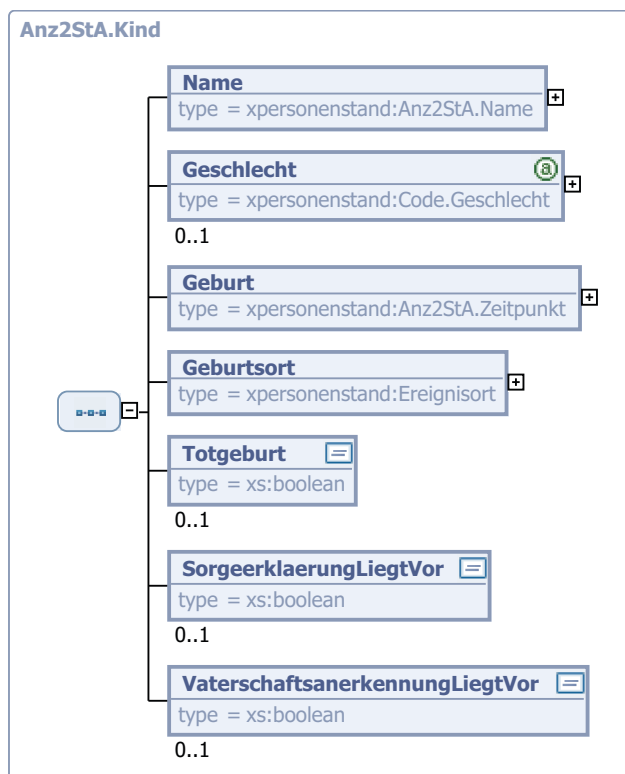 Anz2StA.Kind
Name
type = xpersonenstand:Anz2StA.Name
Geschlecht
type = xpersonenstand:Code.Geschlecht
0..1
Geburt
type = xpersonenstand:Anz2StA.Zeitpunkt
Geburtsort
type = xpersonenstand:Ereignisort
Totgeburt
type = xs:boolean
0..1
SorgeerklaerungLiegtVor
type = xs:boolean
0..1
VaterschaftsanerkennungLiegtVor
type = xs:boolean
0..1